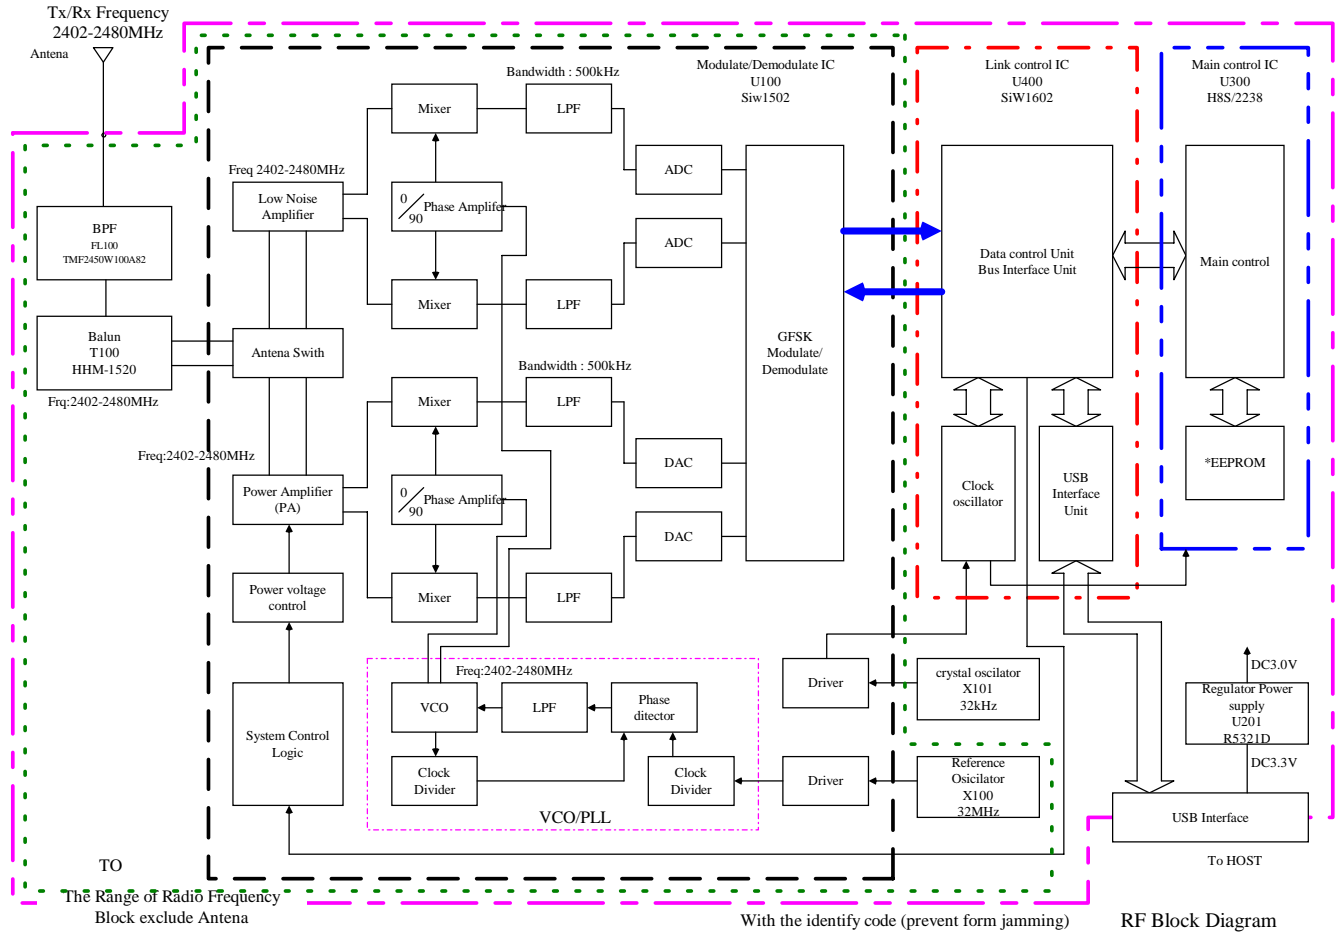 Tx/Rx Frequency
2402-2480MHz
Antena
Modulate/Demodulate IC
U100
Siw1502
Link control IC
U400
SiW1602
Main control IC
U300
H8S/2238
Bandwidth : 500kHz
Mixer
LPF
ADC
Freq 2402-2480MHz
Low Noise
Amplifier
0
90
Phase Amplifer
ADC
Mixer
LPF
BPF
FL100
TMF2450W100A82
Data control Unit
Bus Interface Unit
Main control
Balun
T100
HHM-1520
Frq:2402-2480MHz
Antena Swith
GFSK
Modulate/
Demodulate
Bandwidth : 500kHz
Mixer
LPF
DAC
Freq:2402-2480MHz
Power Amplifier
(PA)
0
90
Phase Amplifer
DAC
Mixer
LPF
Clock
oscillator
USB
Interface
Unit
*EEPROM
Power voltage
control
System Control
Logic
Freq:2402-2480MHz
VCO
LPF
Phase
ditector
Clock
Divider
Clock
Divider
VCO/PLL
Driver
crystal oscilator
X101
32kHz
Driver
Reference
Osicilator
X100
32MHz
DC3.0V
Regulator Power
supply
U201
R5321D
DC3.3V
USB Interface
To HOST
TO
The Range of Radio Frequency
Block exclude Antena
With the identify code (prevent form jamming)
RF Block Diagram